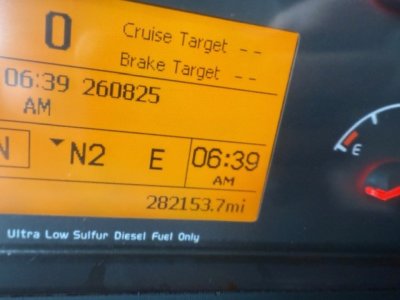 0
Cruise Target --
Brake Target --
06:39 260825
AM
N N2 E 06:39
AM
282153.7mi
E
Ultra Low Sulfur Diesel Fuel Only